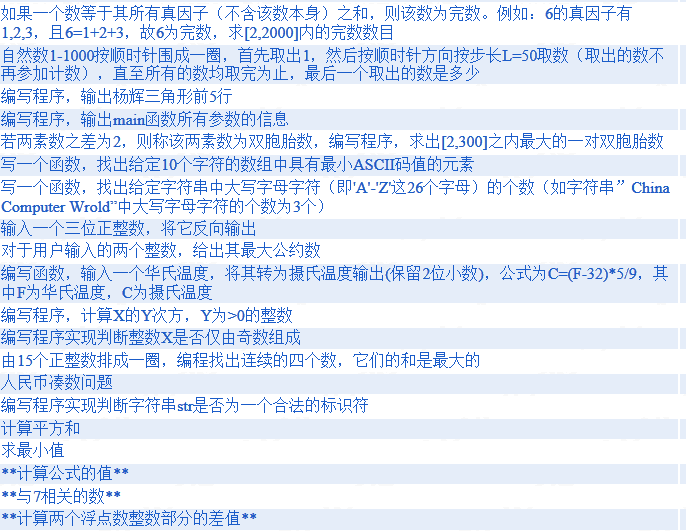 如果一个数等于其所有真因子（不含该数本身）之和，则该数为完数。例如：6的真因子有
1,2,3，且6=1+2+3，故6为完数，求[2,2000]内的完数数目
自然数1-1000按顺时针围成一圈，首先取出1，然后按顺时针方向按步长L=50取数（取出的数不
再参加计数），直至所有的数均取完为止，最后一个取出的数是多少
编写程序，输出杨辉三角形前5行
编写程序，输出main函数所有参数的信息
若两素数之差为2，则称该两素数为双胞胎数，编写程序，求出[2,300]之内最大的一对双胞胎数
写一个函数，找出给定10个字符的数组中具有最小ASCII码值的元素
写一个函数，找出给定字符串中大写字母字符（即'A'-'Z'这26个字母）的个数（如字符串”China
Computer Wrold”中大写字母字符的个数为3个）
输入一个三位正整数，将它反向输出
对于用户输入的两个整数，给出其最大公约数
编写函数，输入一个华氏温度，将其转为摄氏温度输出(保留2位小数)，公式为C=(F-32)*5/9，其
中F为华氏温度，C为摄氏温度
编写程序，计算X的Y次方，Y为>0的整数
编写程序实现判断整数X是否仅由奇数组成
由15个正整数排成一圈，编程找出连续的四个数，它们的和是最大的
人民币凑数问题
编写程序实现判断字符串str是否为一个合法的标识符
计算平方和
求最小值
**计算公式的值**
**与7相关的数**
**计算两个浮点数整数部分的差值**